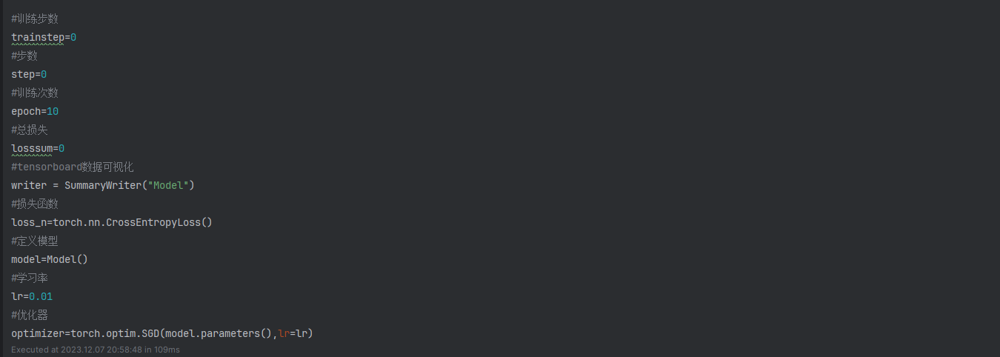 #训练步数
trainstep=0
#步数
step=0
#训练次数
epoch=10
#总损失
losssum=0
#tensorboard数据可视化
writer = SummaryWriter("Model")
#损失函数
loss_n=torch.nn.CrossEntropyLoss()
#定义模型
model=Model()
#学习率
lr=0.01
#优化器
optimizer=torch.optim.SGD(model.parameters(),lr=lr)
Executed at 2023.12.07 20:58:48 in 109ms